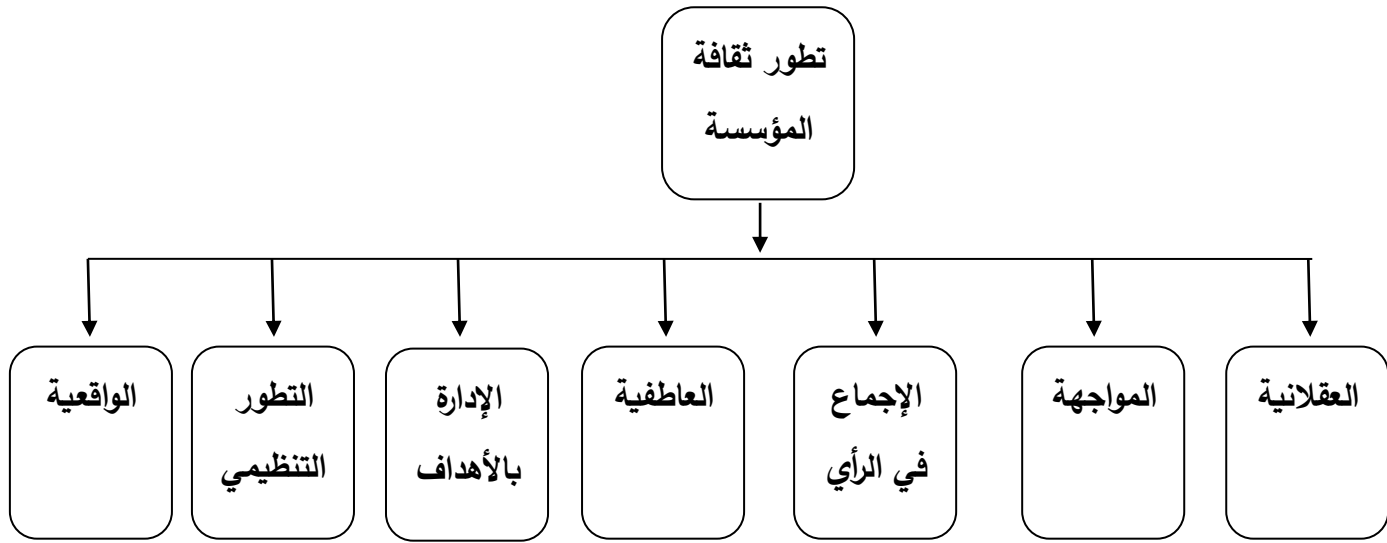 تطور ثقافة
المؤسسة
العقلانية
المواجهة
الإجماع
في الرأي
العاطفية
الإدارة
بالأهداف
التطور
التنظيمي
الواقعية